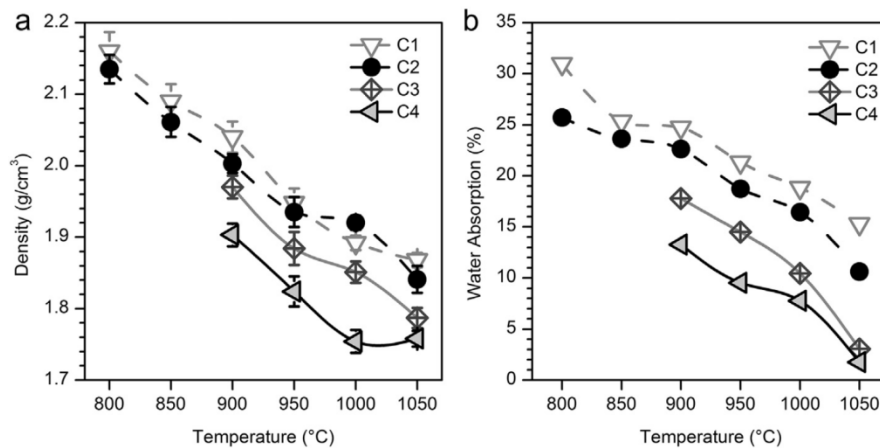 a
2.2
2.1
2.0
1.9
1.8
1.7
Density (g/cm³)
800 850 900 950 1000 1050
Temperature (°C)
C1
C2
C3
C4
b
35
30
25
20
15
10
5
0
Water Absorption (%)
800 850 900 950 1000 1050
Temperature (°C)
C1
C2
C3
C4